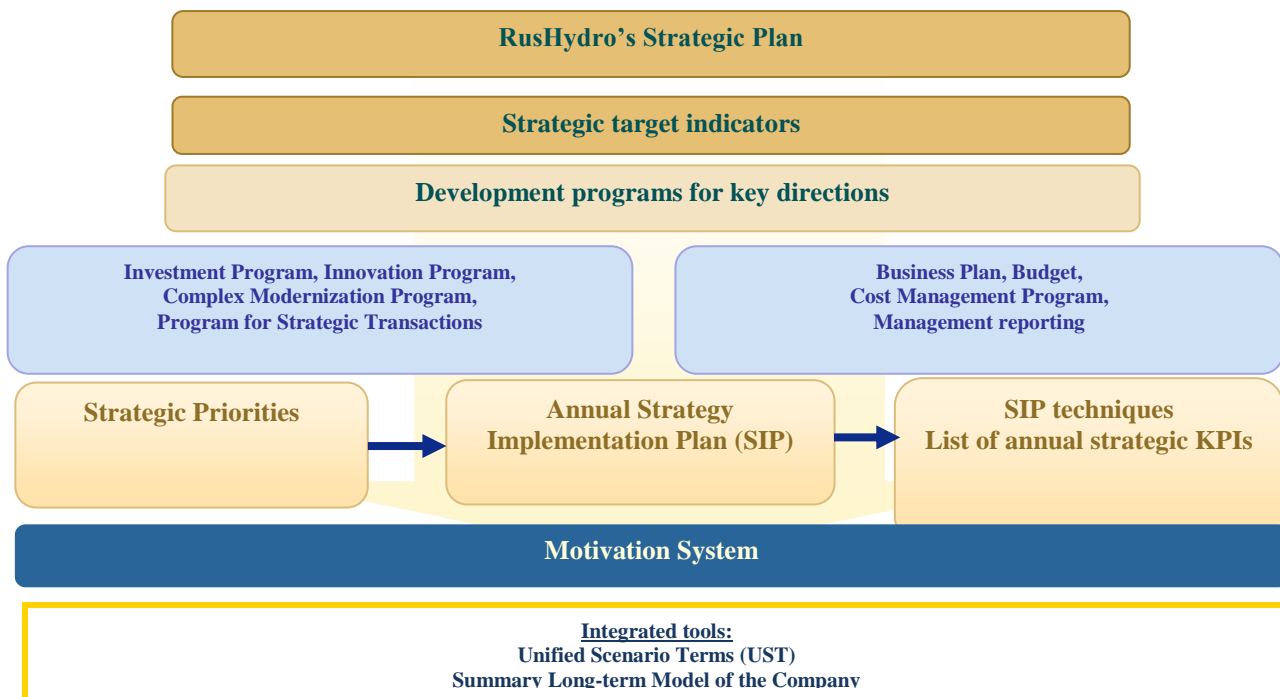 RusHydro’s Strategic Plan
Strategic target indicators
Development programs for key directions
Investment Program, Innovation Program,
Complex Modernization Program,
Program for Strategic Transactions
Business Plan, Budget,
Cost Management Program,
Management reporting
Strategic Priorities
Annual Strategy
Implementation Plan (SIP)
SIP techniques
List of annual strategic KPIs
Motivation System
Integrated tools:
Unified Scenario Terms (UST)
Summary Long-term Model of the Company